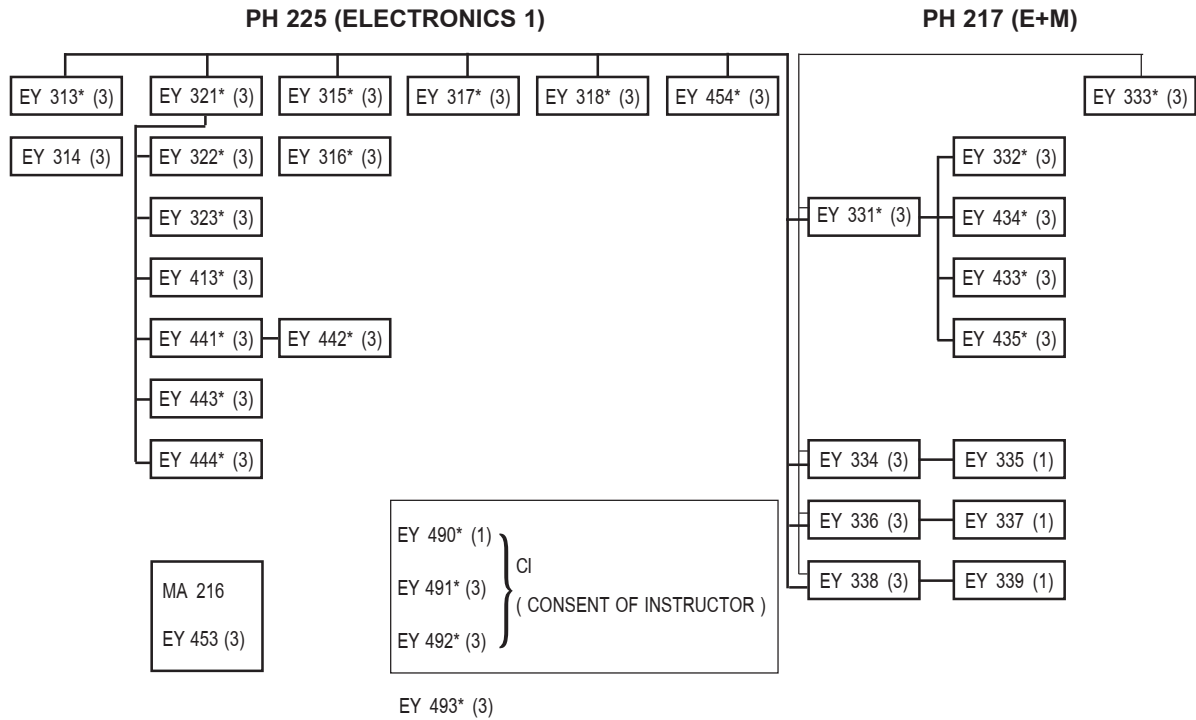 PH 225 (ELECTRONICS 1)
PH 217 (E+M)
EY 313* (3)
EY 321* (3)
EY 315* (3)
EY 317* (3)
EY 318* (3)
EY 454* (3)
EY 333* (3)
EY 314 (3)
EY 322* (3)
EY 316* (3)
EY 332* (3)
EY 323* (3)
EY 331* (3)
EY 434* (3)
EY 413* (3)
EY 433* (3)
EY 441* (3)
EY 442* (3)
EY 435* (3)
EY 443* (3)
EY 444* (3)
EY 334 (3)
EY 335 (1)
EY 336 (3)
EY 337 (1)
EY 338 (3)
EY 339 (1)
MA 216
EY 453 (3)
EY 490* (1)
EY 491* (3)
EY 492* (3)
CI
( CONSENT OF INSTRUCTOR )
EY 493* (3)